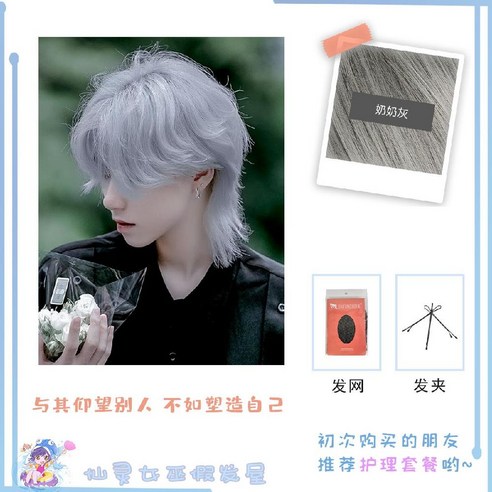 奶奶灰
发网
发夹
与其仰望别人 不如塑造自己
初次购买的朋友
推荐护理套餐哟~
仙灵女巫假发屋